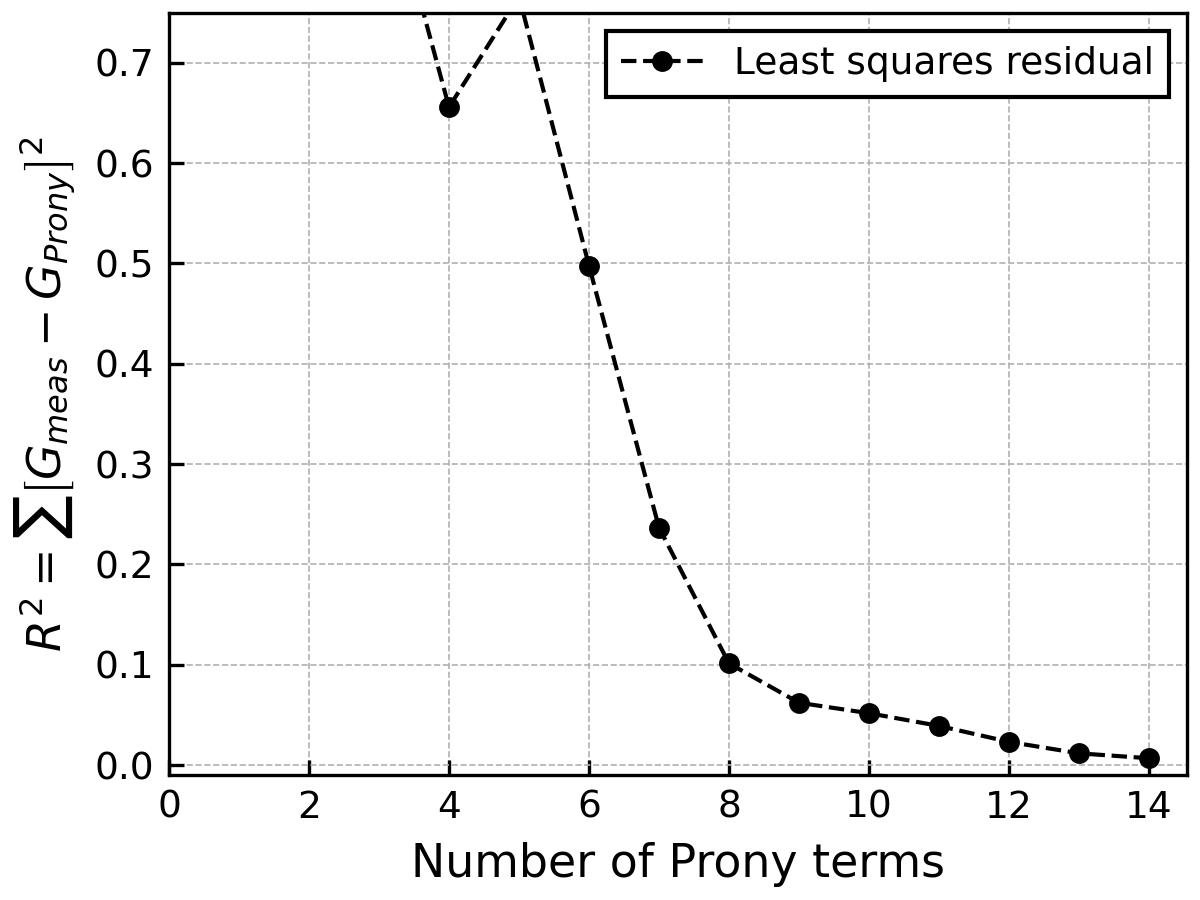 Least squares residual
0.7
0.6
0.5
0.4
0.3
0.2
0.1
0.0
R² = ∑[G_meas − G_Prony]²
0 2 4 6 8 10 12 14
Number of Prony terms